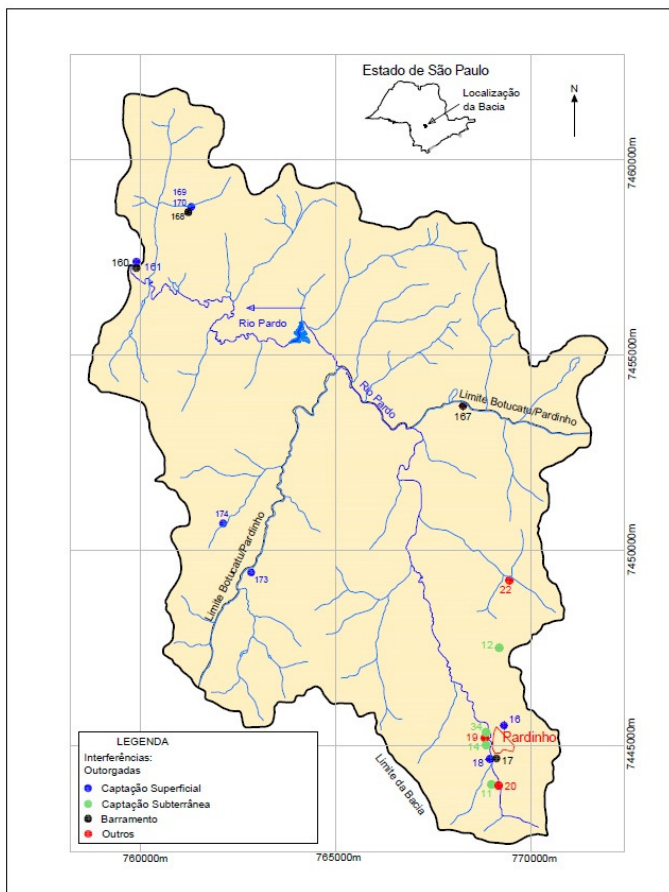 Estado de São Paulo
Localização
da Bacia
N
7460000m
169
170
168
160
161
Rio Pardo
7455000m
Rio Pardo
Limite Botucatu/Pardinho
167
174
Limite Botucatu/Pardinho
173
7450000m
22
12
16
34
19
Pardinho
14
18
17
7445000m
11
20
Limite da Bacia
LEGENDA
Interferências:
Outorgadas
Captação Superficial
Captação Subterrânea
Barramento
Outros
760000m
765000m
770000m